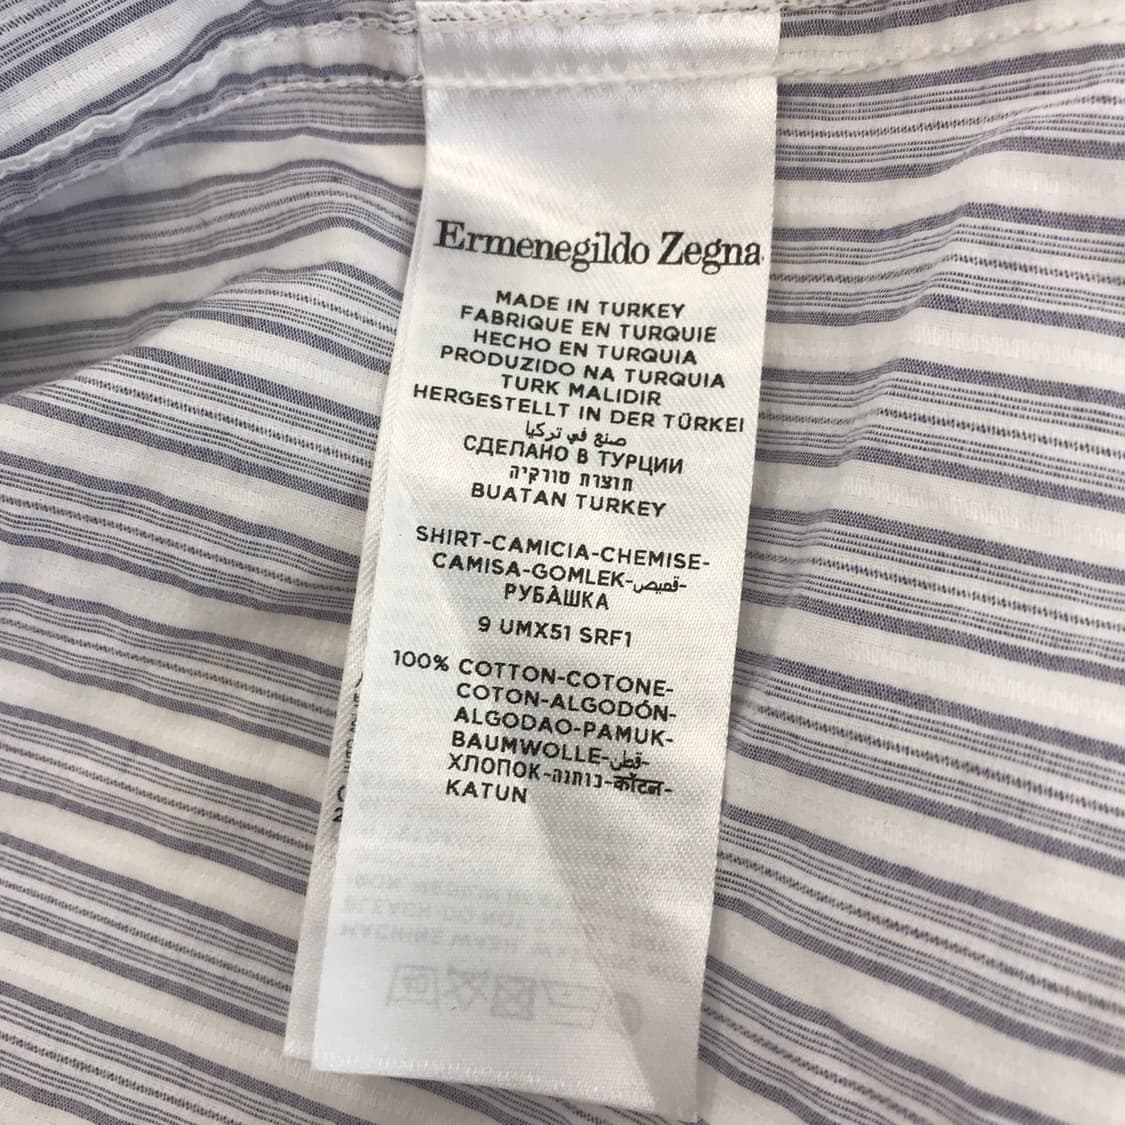 Ermenegildo Zegna
MADE IN TURKEY
FABRIQUE EN TURQUIE
HECHO EN TURQUIA
PRODUZIDO NA TURQUIA
TURK MALIDIR
HERGESTELLT IN DER TÜRKEI
صنع في تركيا
СДЕЛАНО В ТУРЦИИ
תוצרת טורקיה
BUATAN TURKEY
SHIRT-CAMICIA-CHEMISE-
CAMISA-GOMLEK-قميص-
РУБÀШКА
9 UMX51 SRF1
100% COTTON-COTONE-
COTON-ALGODÓN-
ALGODAO-PAMUK-
BAUMWOLLE-قطن-
ХЛОПОК-כותנה-कॉटन-
KATUN